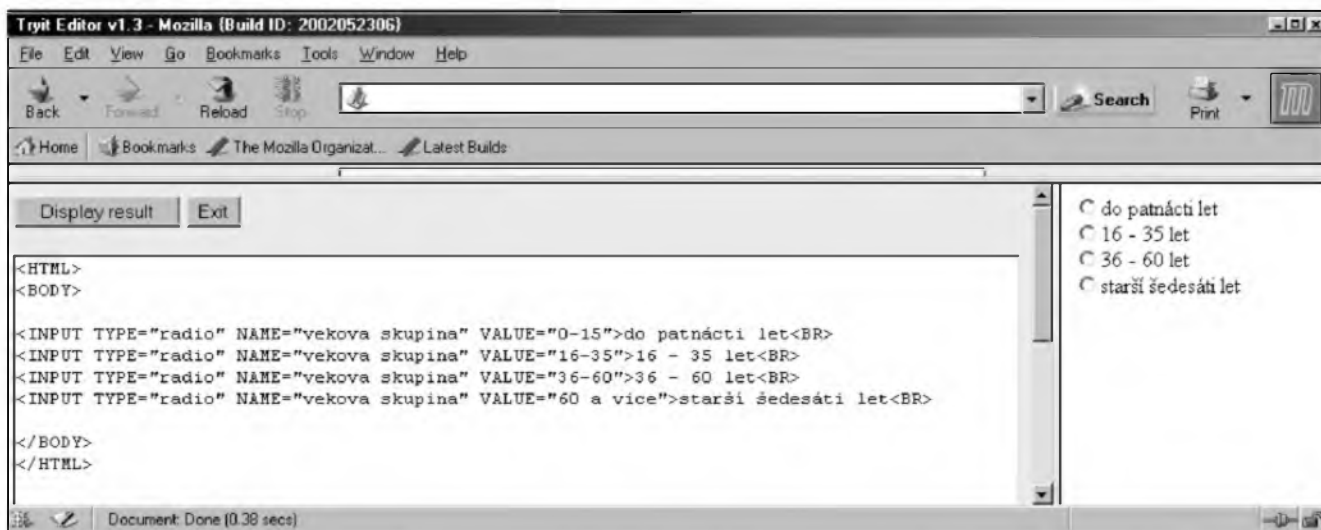 Tryit Editor v1.3 - Mozilla {Build ID: 2002052306}
File Edit View Go Bookmarks Tools Window Help
Back Forward Reload Stop Search Print
Home Bookmarks The Mozilla Organizat... Latest Builds
Display result Exit
<HTML>
<BODY>
<INPUT TYPE="radio" NAME="vekova skupina" VALUE="0-15">do patnácti let<BR>
<INPUT TYPE="radio" NAME="vekova skupina" VALUE="16-35">16 - 35 let<BR>
<INPUT TYPE="radio" NAME="vekova skupina" VALUE="36-60">36 - 60 let<BR>
<INPUT TYPE="radio" NAME="vekova skupina" VALUE="60 a vice">starší šedesáti let<BR>
</BODY>
</HTML>
do patnácti let
16 - 35 let
36 - 60 let
starší šedesáti let
Document: Done (0.38 secs)